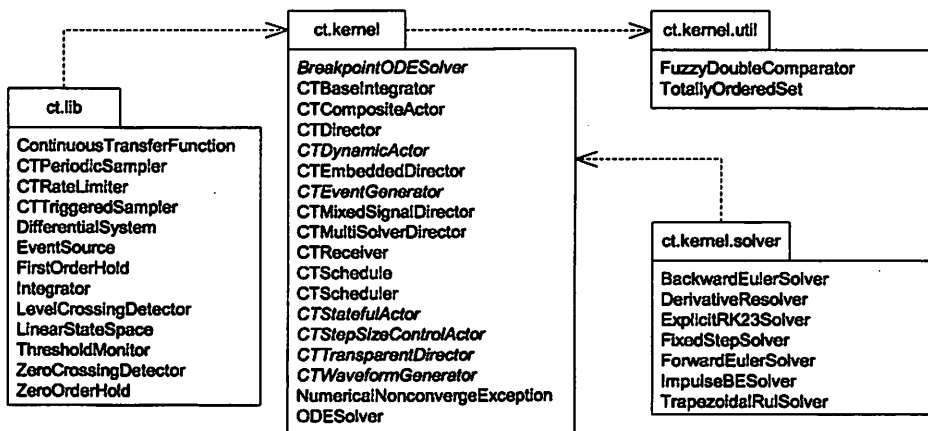 ct.lib
ContinuousTransferFunction
CTPeriodicSampler
CTRateLimiter
CTTriggeredSampler
DifferentialSystem
EventSource
FirstOrderHold
Integrator
LevelCrossingDetector
LinearStateSpace
ThresholdMonitor
ZeroCrossingDetector
ZeroOrderHold
ct.kernel
BreakpointODESolver
CTBaseIntegrator
CTCompositeActor
CTDirector
CTDynamicActor
CTEmbeddedDirector
CTEventGenerator
CTMixedSignalDirector
CTMultiSolverDirector
CTReceiver
CTSchedule
CTScheduler
CTStatefulActor
CTStepSizeControlActor
CTTransparentDirector
CTWaveformGenerator
NumericalNonconvergeException
ODESolver
ct.kernel.util
FuzzyDoubleComparator
TotallyOrderedSet
ct.kernel.solver
BackwardEulerSolver
DerivativeResolver
ExplicitRK23Solver
FixedStepSolver
ForwardEulerSolver
ImpulseBESolver
TrapezoidalRulSolver